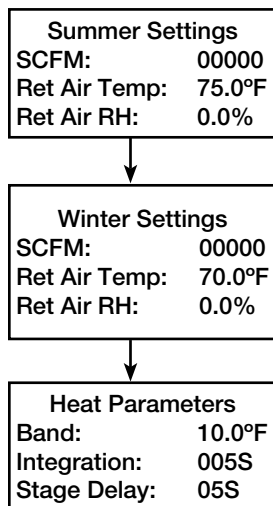 Summer Settings
SCFM: 00000
Ret Air Temp: 75.0ºF
Ret Air RH: 0.0%
Winter Settings
SCFM: 00000
Ret Air Temp: 70.0ºF
Ret Air RH: 0.0%
Heat Parameters
Band: 10.0ºF
Integration: 005S
Stage Delay: 05S